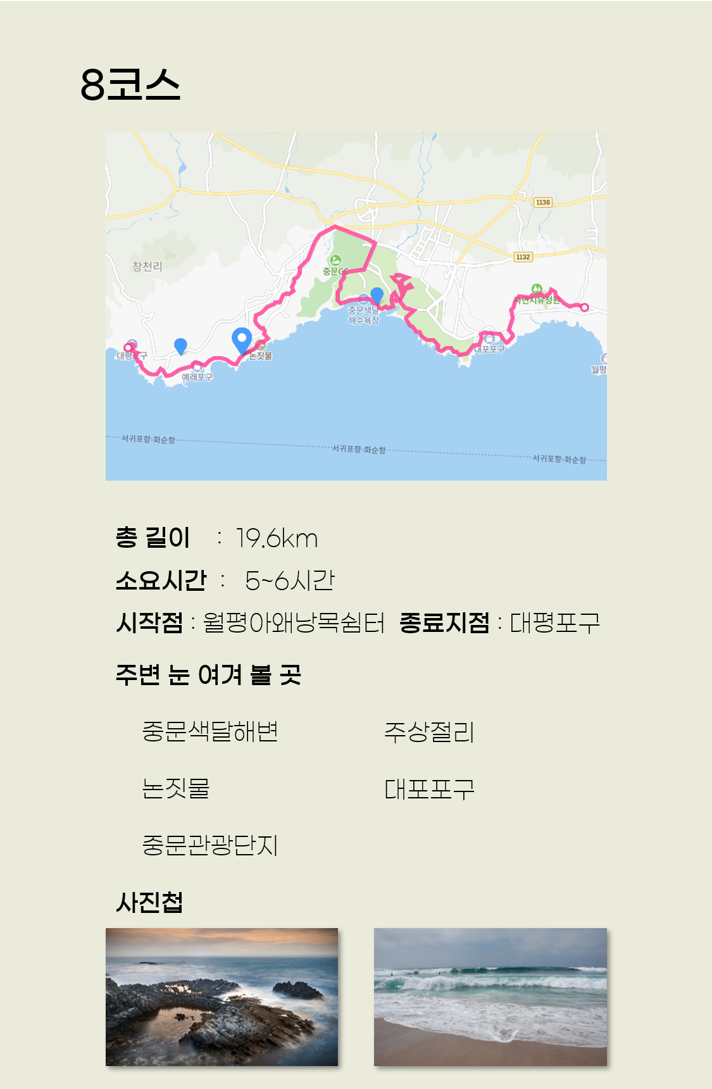 8코스
1136
1132
창천리
중문GC
중문색달
해수욕장
대평포구
논짓물
예래포구
대포포구
월평
서귀포항-화순항
서귀포항-화순항
서귀포항-화순항
총 길이 : 19.6km
소요시간 : 5~6시간
시작점 : 월평아왜낭목쉼터 종료지점 : 대평포구
주변 눈 여겨 볼 곳
중문색달해변 주상절리
논짓물 대포포구
중문관광단지
사진첩